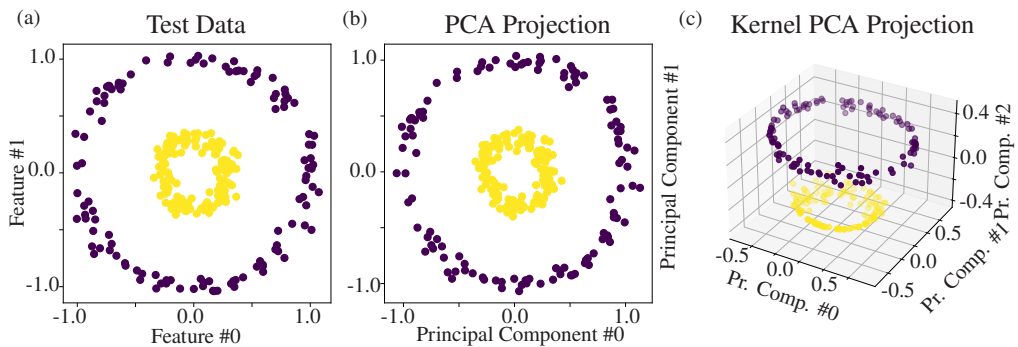 (a)
Test Data
1.0
0.0
-1.0
Feature #1
-1.0
0.0
1.0
Feature #0
(b)
PCA Projection
1.0
0.0
-1.0
-1.0
0.0
1.0
Principal Component #0
Principal Component #1
(c)
Kernel PCA Projection
0.4
0.0
-0.4
Pr. Comp. #2
-0.5
0.0
0.5
Pr. Comp. #0
-0.5
0.0
0.5
Pr. Comp. #1